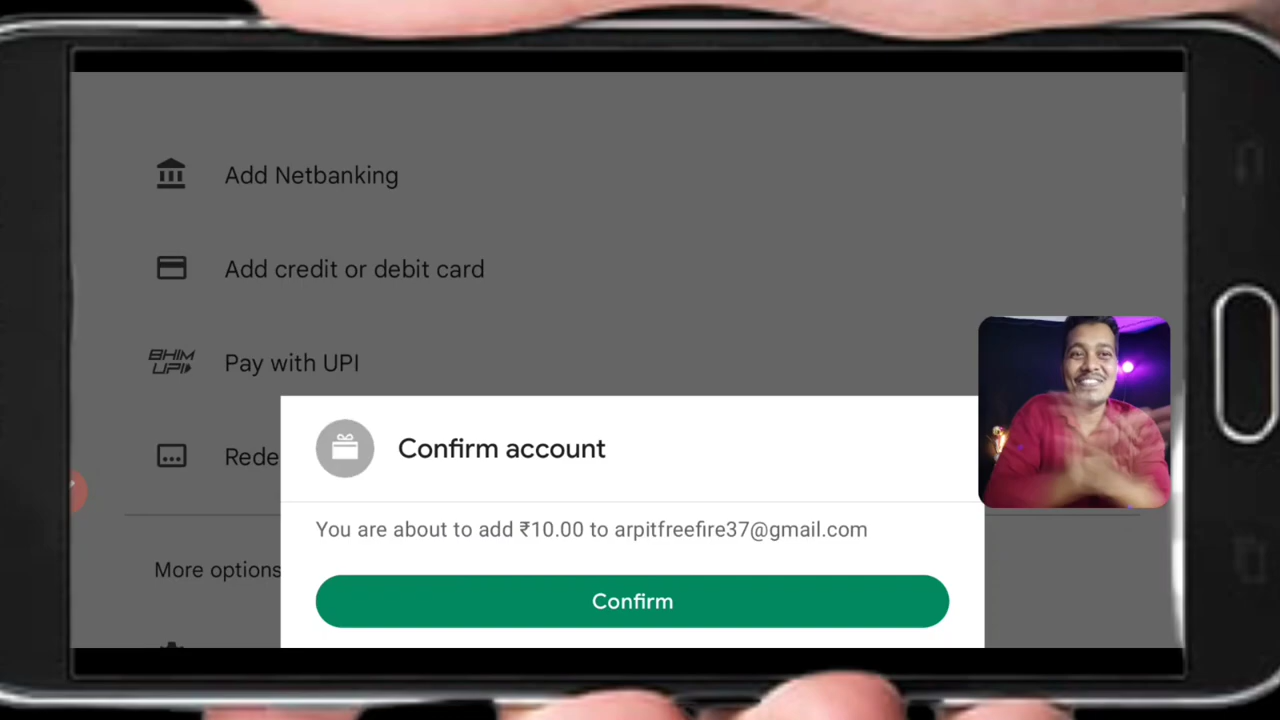 Add Netbanking
Add credit or debit card
BHIM
UPI
Pay with UPI
Rede
Confirm account
You are about to add ₹10.00 to arpitfreefire37@gmail.com
More options
Confirm